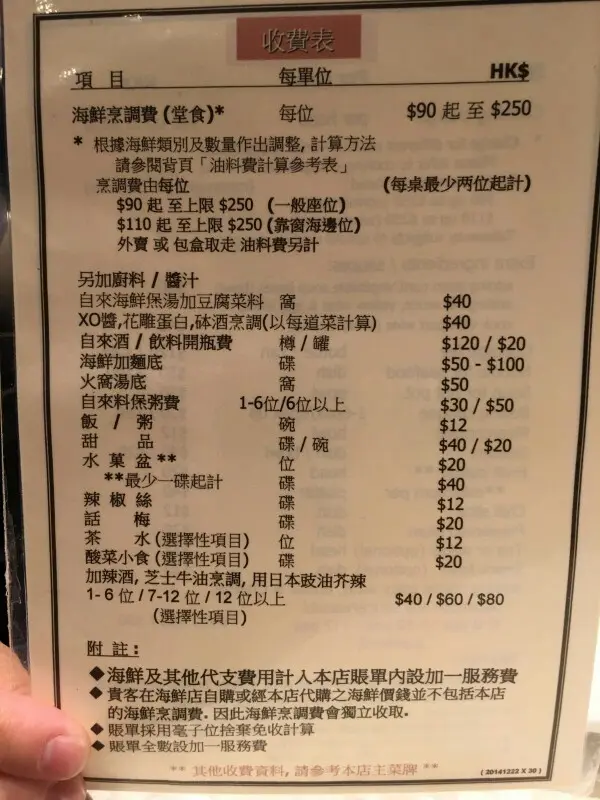 收費表
項 目 每單位 HK$
海鮮烹調費 (堂食)* 每位 $90 起 至 $250
* 根據海鮮類別及數量作出調整, 計算方法
請參閱背頁「油料費計算參考表」
烹調費由每位 (每桌最少两位起計)
$90 起 至上限 $250 (一般座位)
$110 起 至上限 $250 (靠窗海邊位)
外賣 或 包盒取走 油料費另計
另加廚料 / 醬汁
自來海鮮煲湯加豆腐菜料 窩 $40
XO醬,花雕蛋白,砵酒烹調(以每道菜計算) $40
自來酒 / 飲料開瓶費 樽 / 罐 $120 / $20
海鮮加麵底 碟 $50 - $100
火窩湯底 窩 $50
自來料煲粥費 1-6位/6位以上 $30 / $50
飯 / 粥 碗 $12
甜 品 碟 / 碗 $40 / $20
水 菓 盆** 位 $20
**最少一碟起計 碟 $40
辣 椒 絲 碟 $12
話 梅 碟 $20
茶 水 (選擇性項目) 位 $12
酸菜小食 (選擇性項目) 碟 $20
加辣酒, 芝士牛油烹調, 用日本豉油芥辣
1- 6 位 / 7-12 位 / 12 位以上 $40 / $60 / $80
(選擇性項目)
附 註 :
◆海鮮及其他代支費用計入本店賬單內設加一服務費
◆貴客在海鮮店自購或經本店代購之海鮮價錢並不包括本店
的海鮮烹調費. 因此海鮮烹調費會獨立收取.
◆賬單採用毫子位捨棄免收計算
◆賬單全數設加一服務費
** 其他收費資料, 請參考本店主菜牌 **
( 20141222 X 30 )